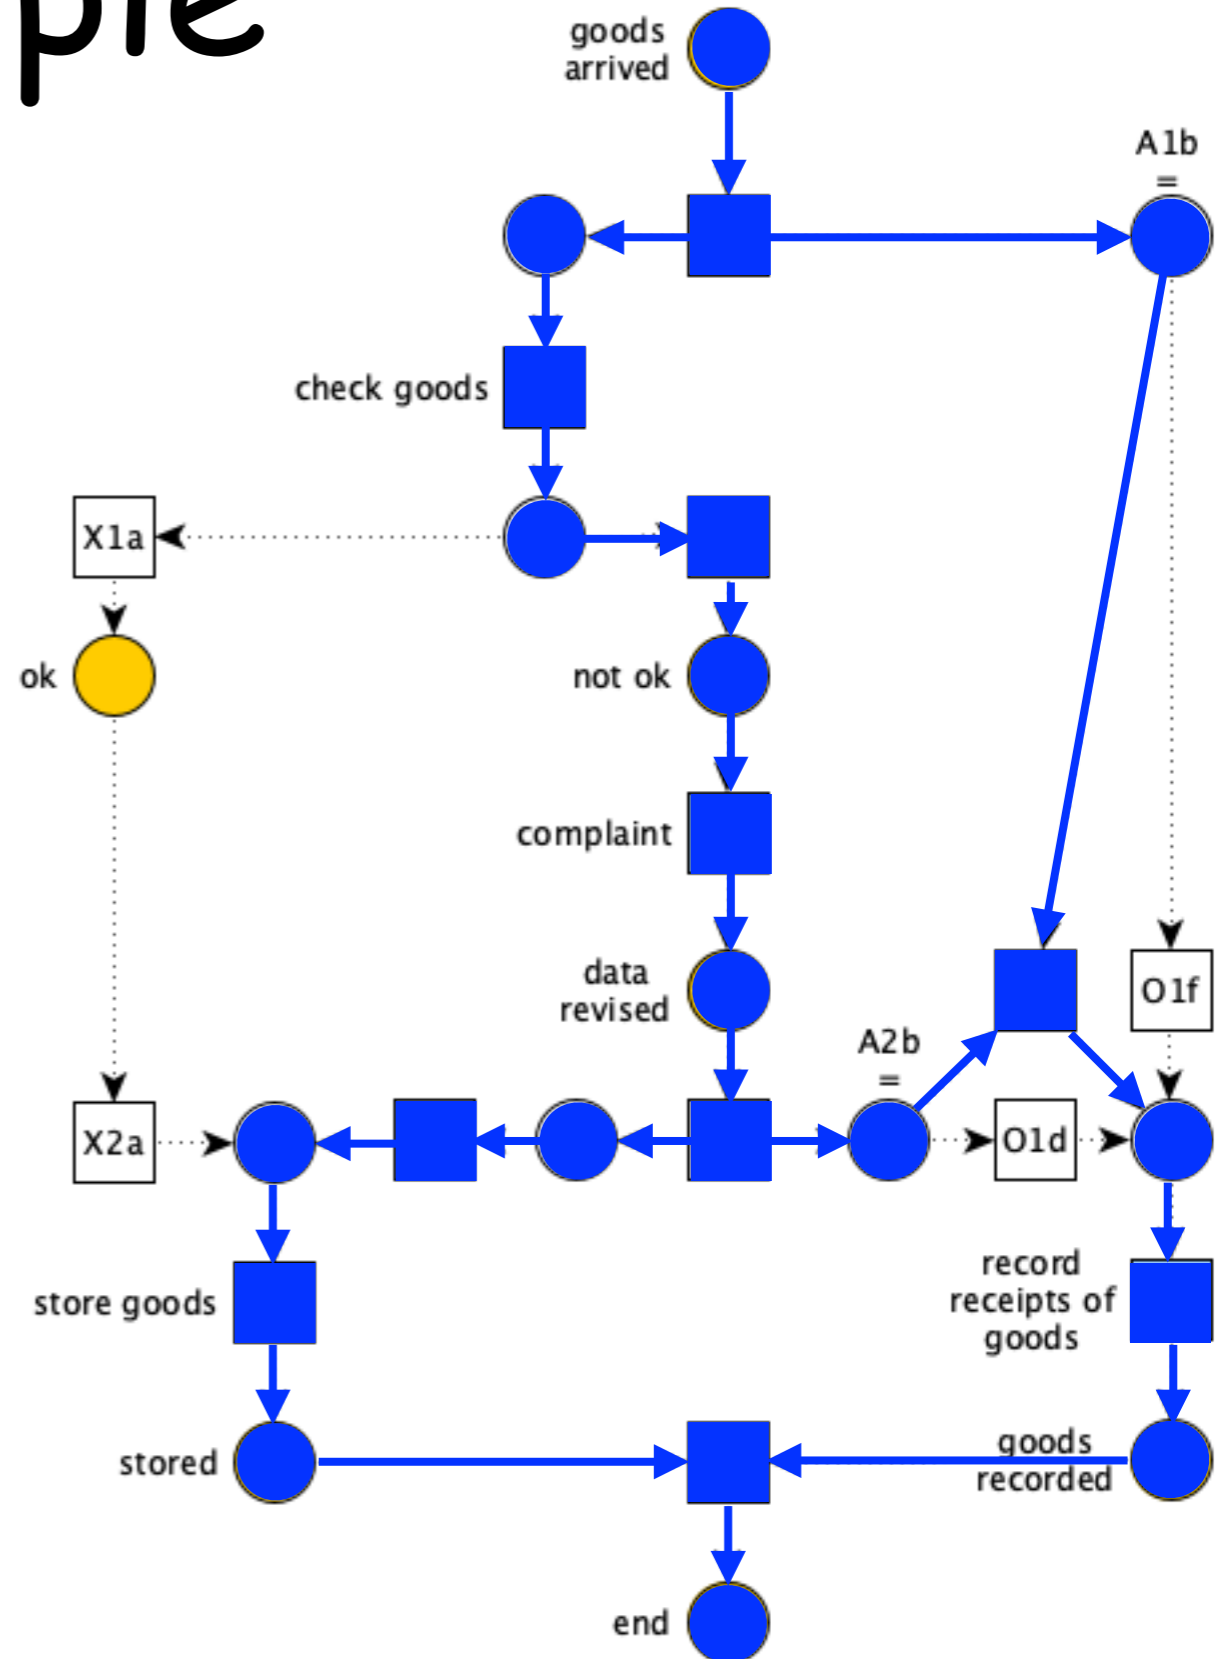 ple
goods
arrived
A1b
=
check goods
X1a
ok
not ok
complaint
data
revised
O1f
A2b
=
X2a
O1d
store goods
record
receipts of
goods
stored
goods
recorded
end